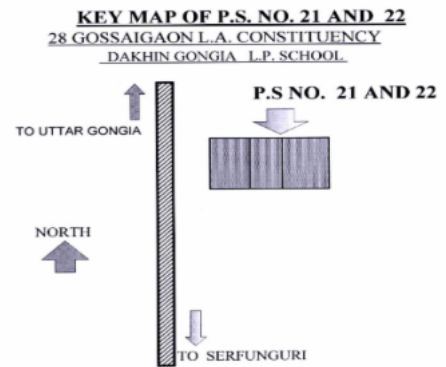 KEY MAP OF P.S. NO. 21 AND 22
28 GOSSAIGAON L.A. CONSTITUENCY
DAKHIN GONGIA L.P. SCHOOL
P.S NO. 21 AND 22
TO UTTAR GONGIA
NORTH
TO SERFUNGURI